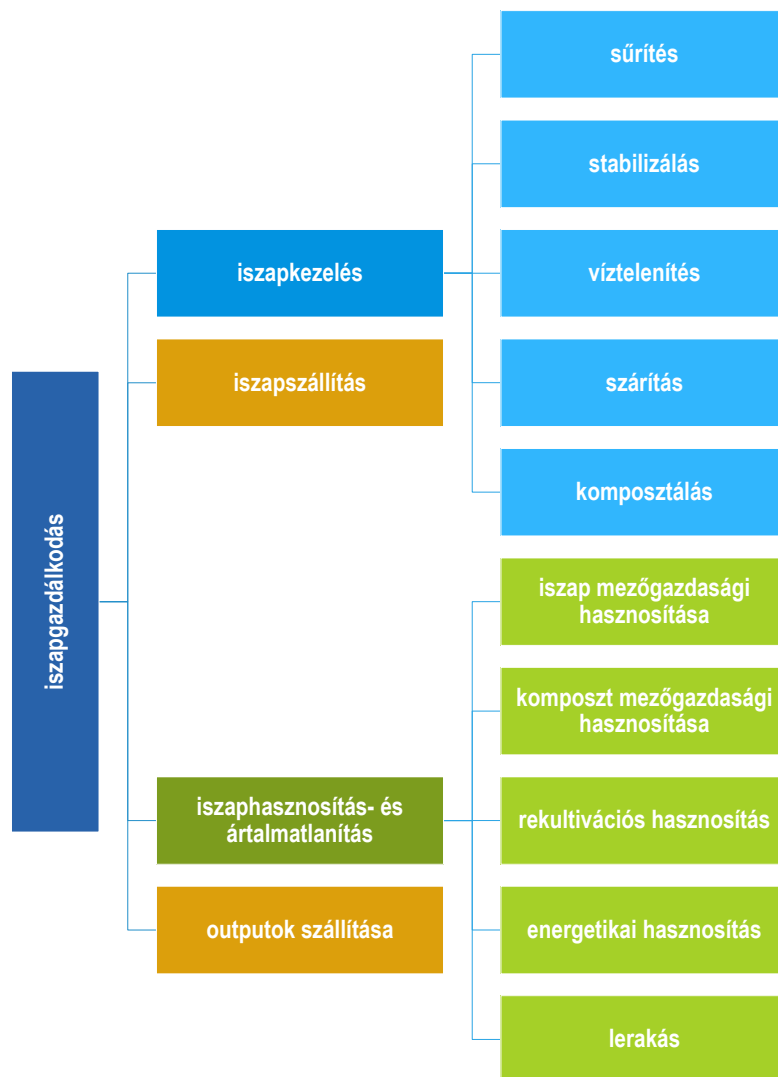 iszapgazdálkodás
iszapkezelés
sűrítés
stabilizálás
víztelenítés
szárítás
komposztálás
iszapszállítás
iszaphasznosítás- és
ártalmatlanítás
iszap mezőgazdasági
hasznosítása
komposzt mezőgazdasági
hasznosítása
rekultivációs hasznosítás
energetikai hasznosítás
lerakás
outputok szállítása